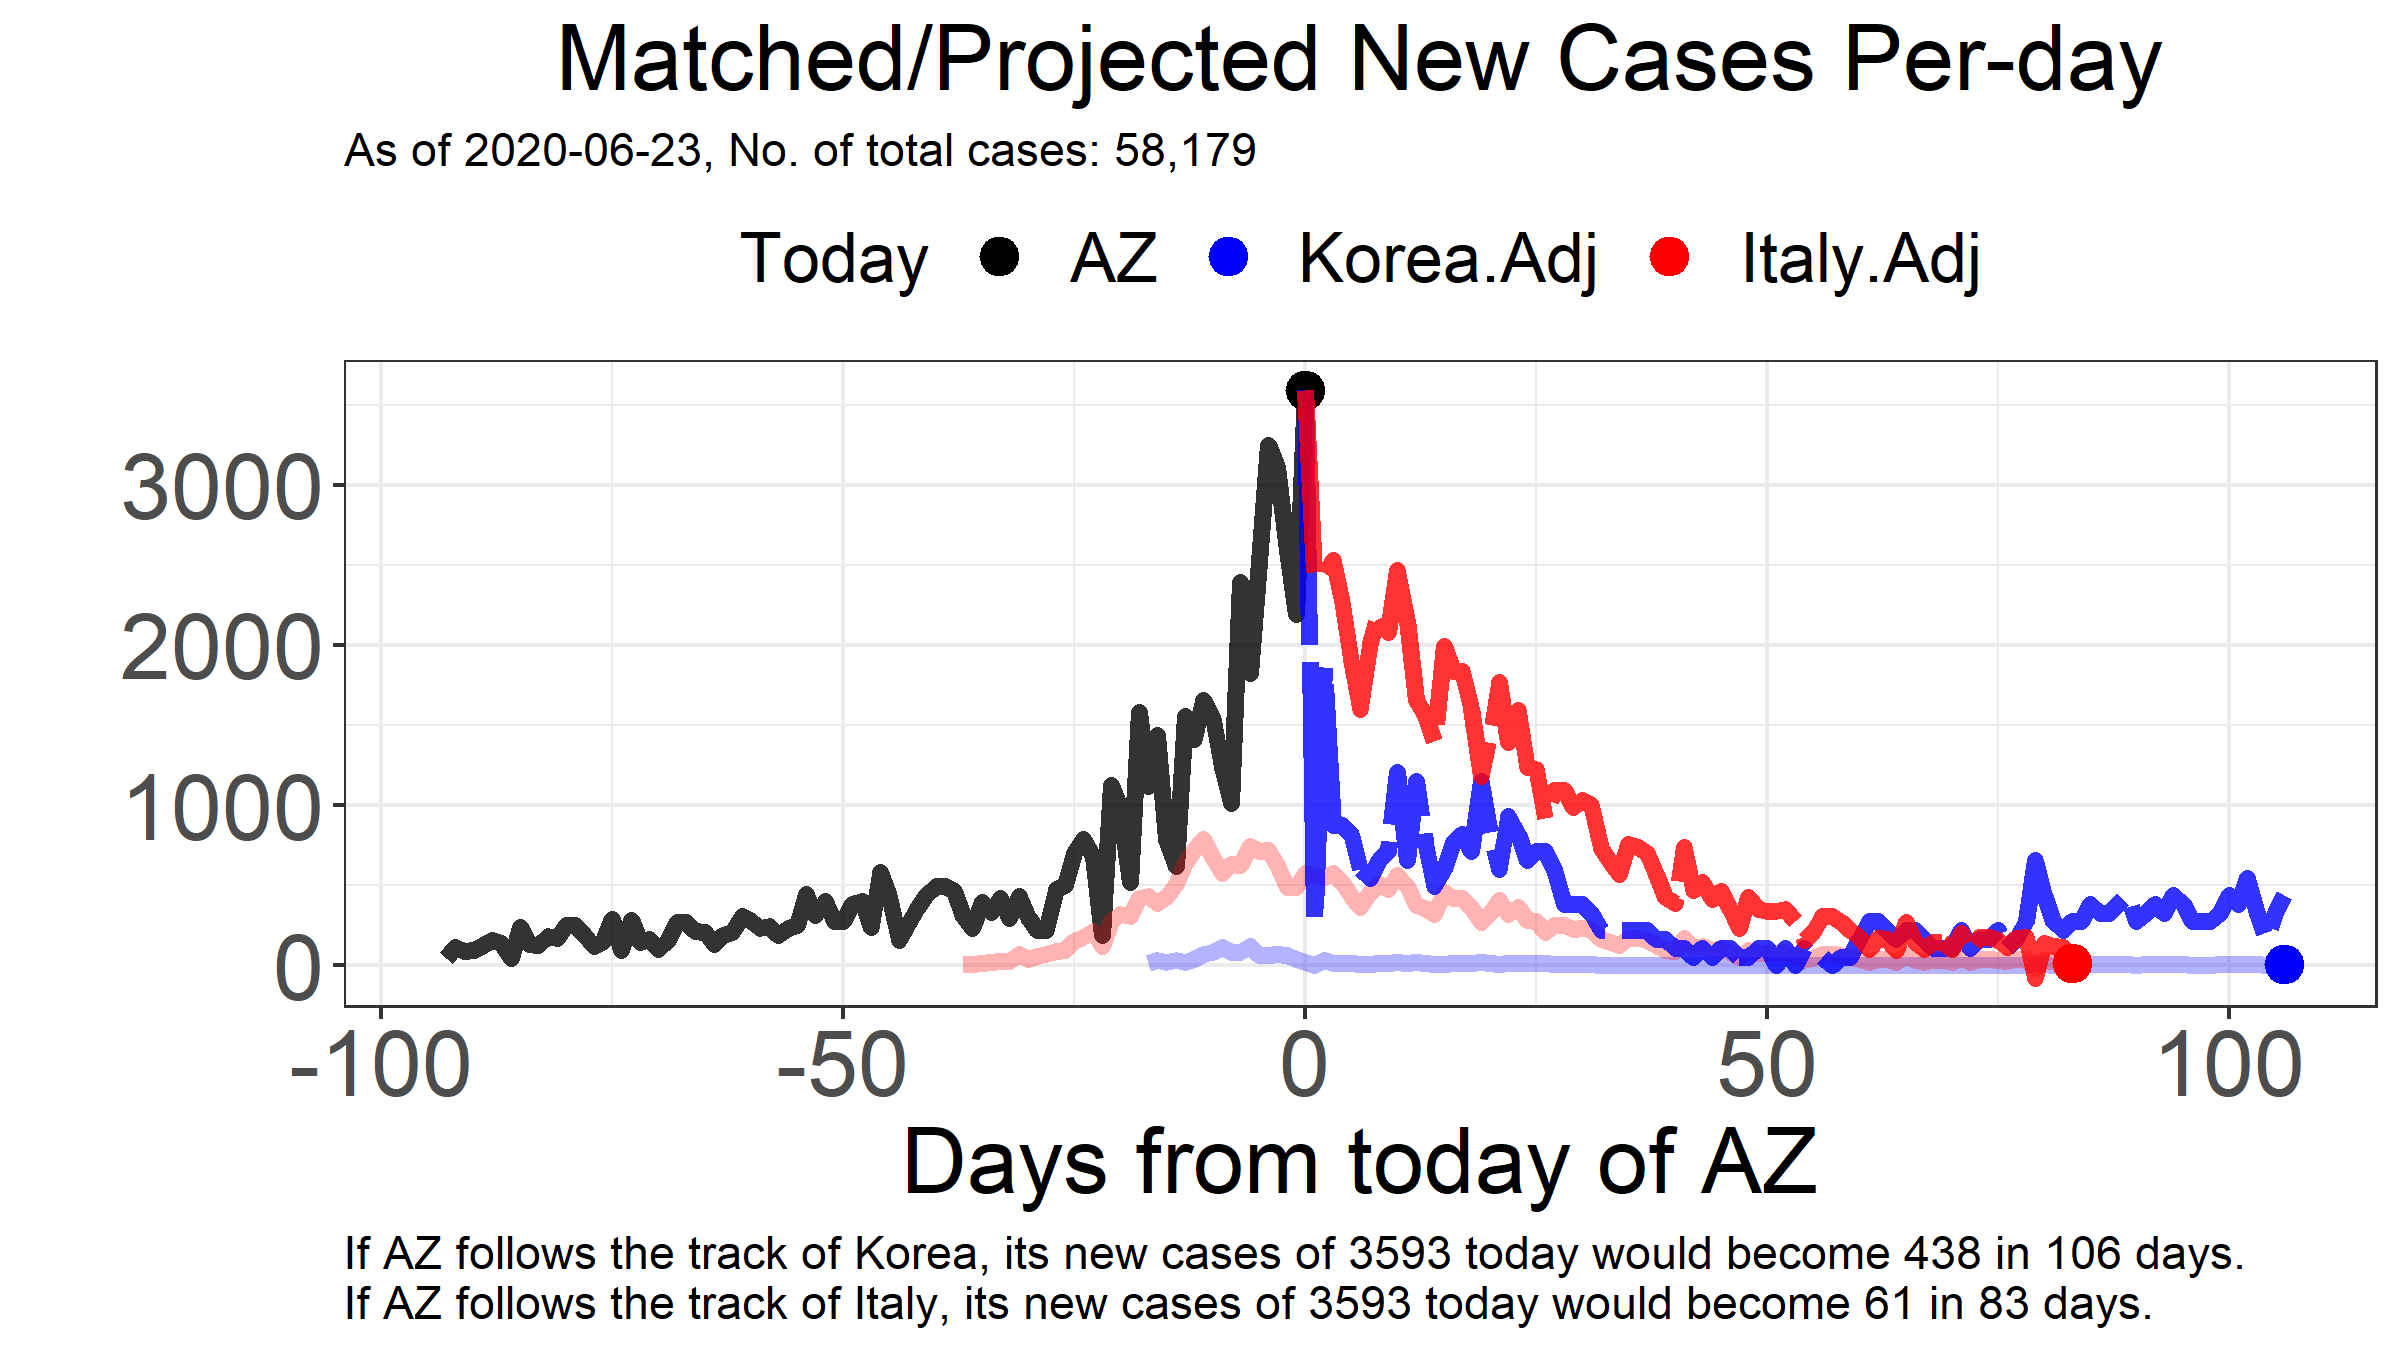 Matched/Projected New Cases Per-day
As of 2020-06-23, No. of total cases: 58,179
Today AZ Korea.Adj Italy.Adj
3000
2000
1000
0
-100 -50 0 50 100
Days from today of AZ
If AZ follows the track of Korea, its new cases of 3593 today would become 438 in 106 days.
If AZ follows the track of Italy, its new cases of 3593 today would become 61 in 83 days.